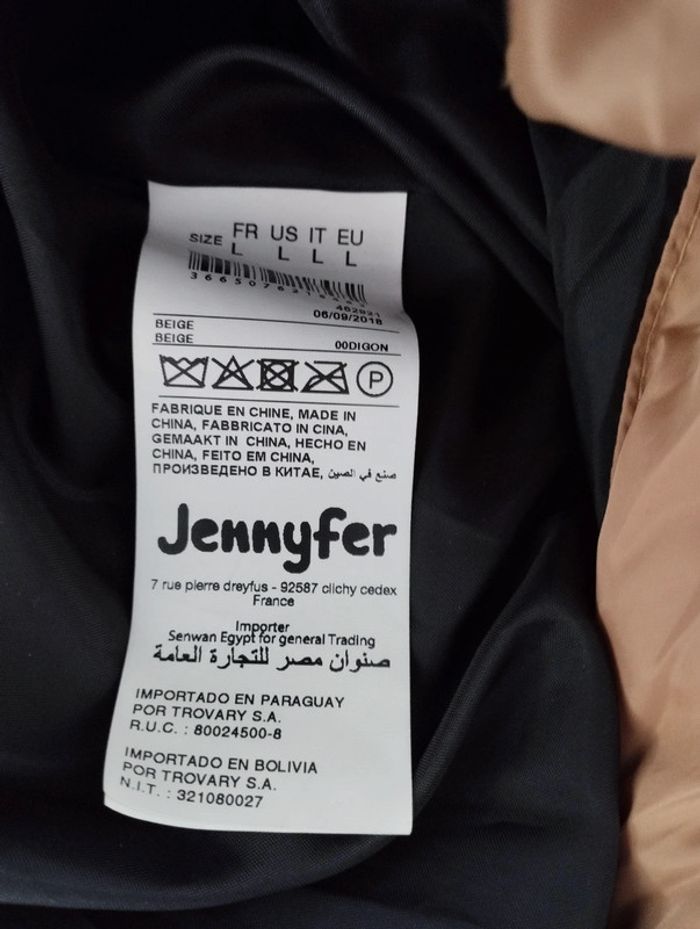 SIZE FR US IT EU
L L L L
06/09/2018
BEIGE
BEIGE 00DIGON
P
FABRIQUE EN CHINE, MADE IN
CHINA, FABBRICATO IN CINA,
GEMAAKT IN CHINA, HECHO EN
CHINA, FEITO EM CHINA,
ПРОИЗВЕДЕНО В КИТАЕ, صنع في الصين
Jennyfer
7 rue pierre dreyfus - 92587 clichy cedex
France
Importer
Senwan Egypt for general Trading
صنوان مصر للتجارة العامة
IMPORTADO EN PARAGUAY
POR TROVARY S.A.
R.U.C. : 80024500-8
IMPORTADO EN BOLIVIA
POR TROVARY S.A.
N.I.T. : 321080027